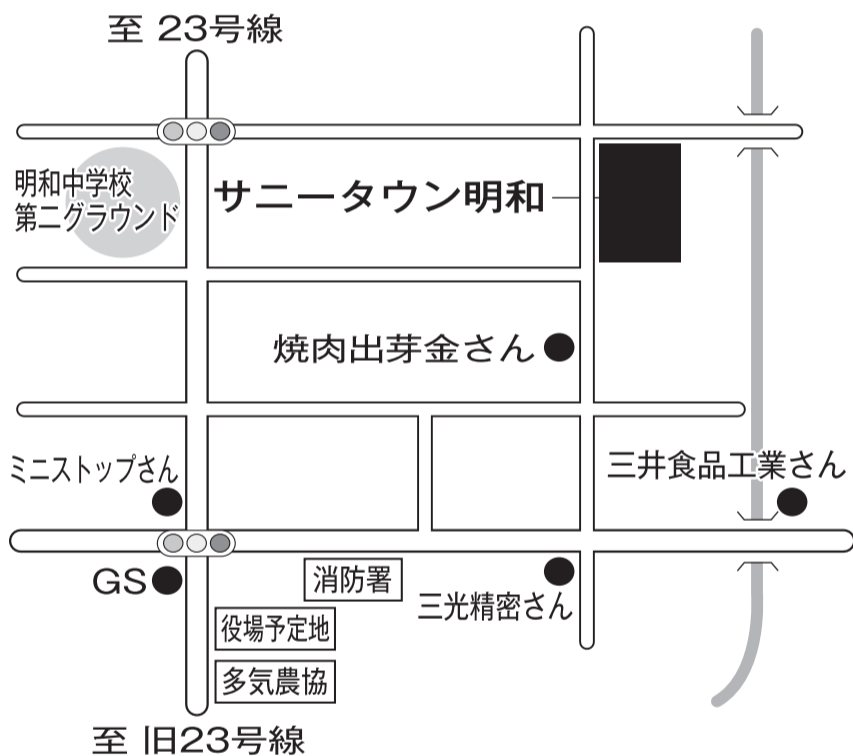 至 23号線
明和中学校
第二グラウンド
サニータウン明和
焼肉出芽金さん
ミニストップさん
三井食品工業さん
GS
消防署
三光精密さん
役場予定地
多気農協
至 旧23号線